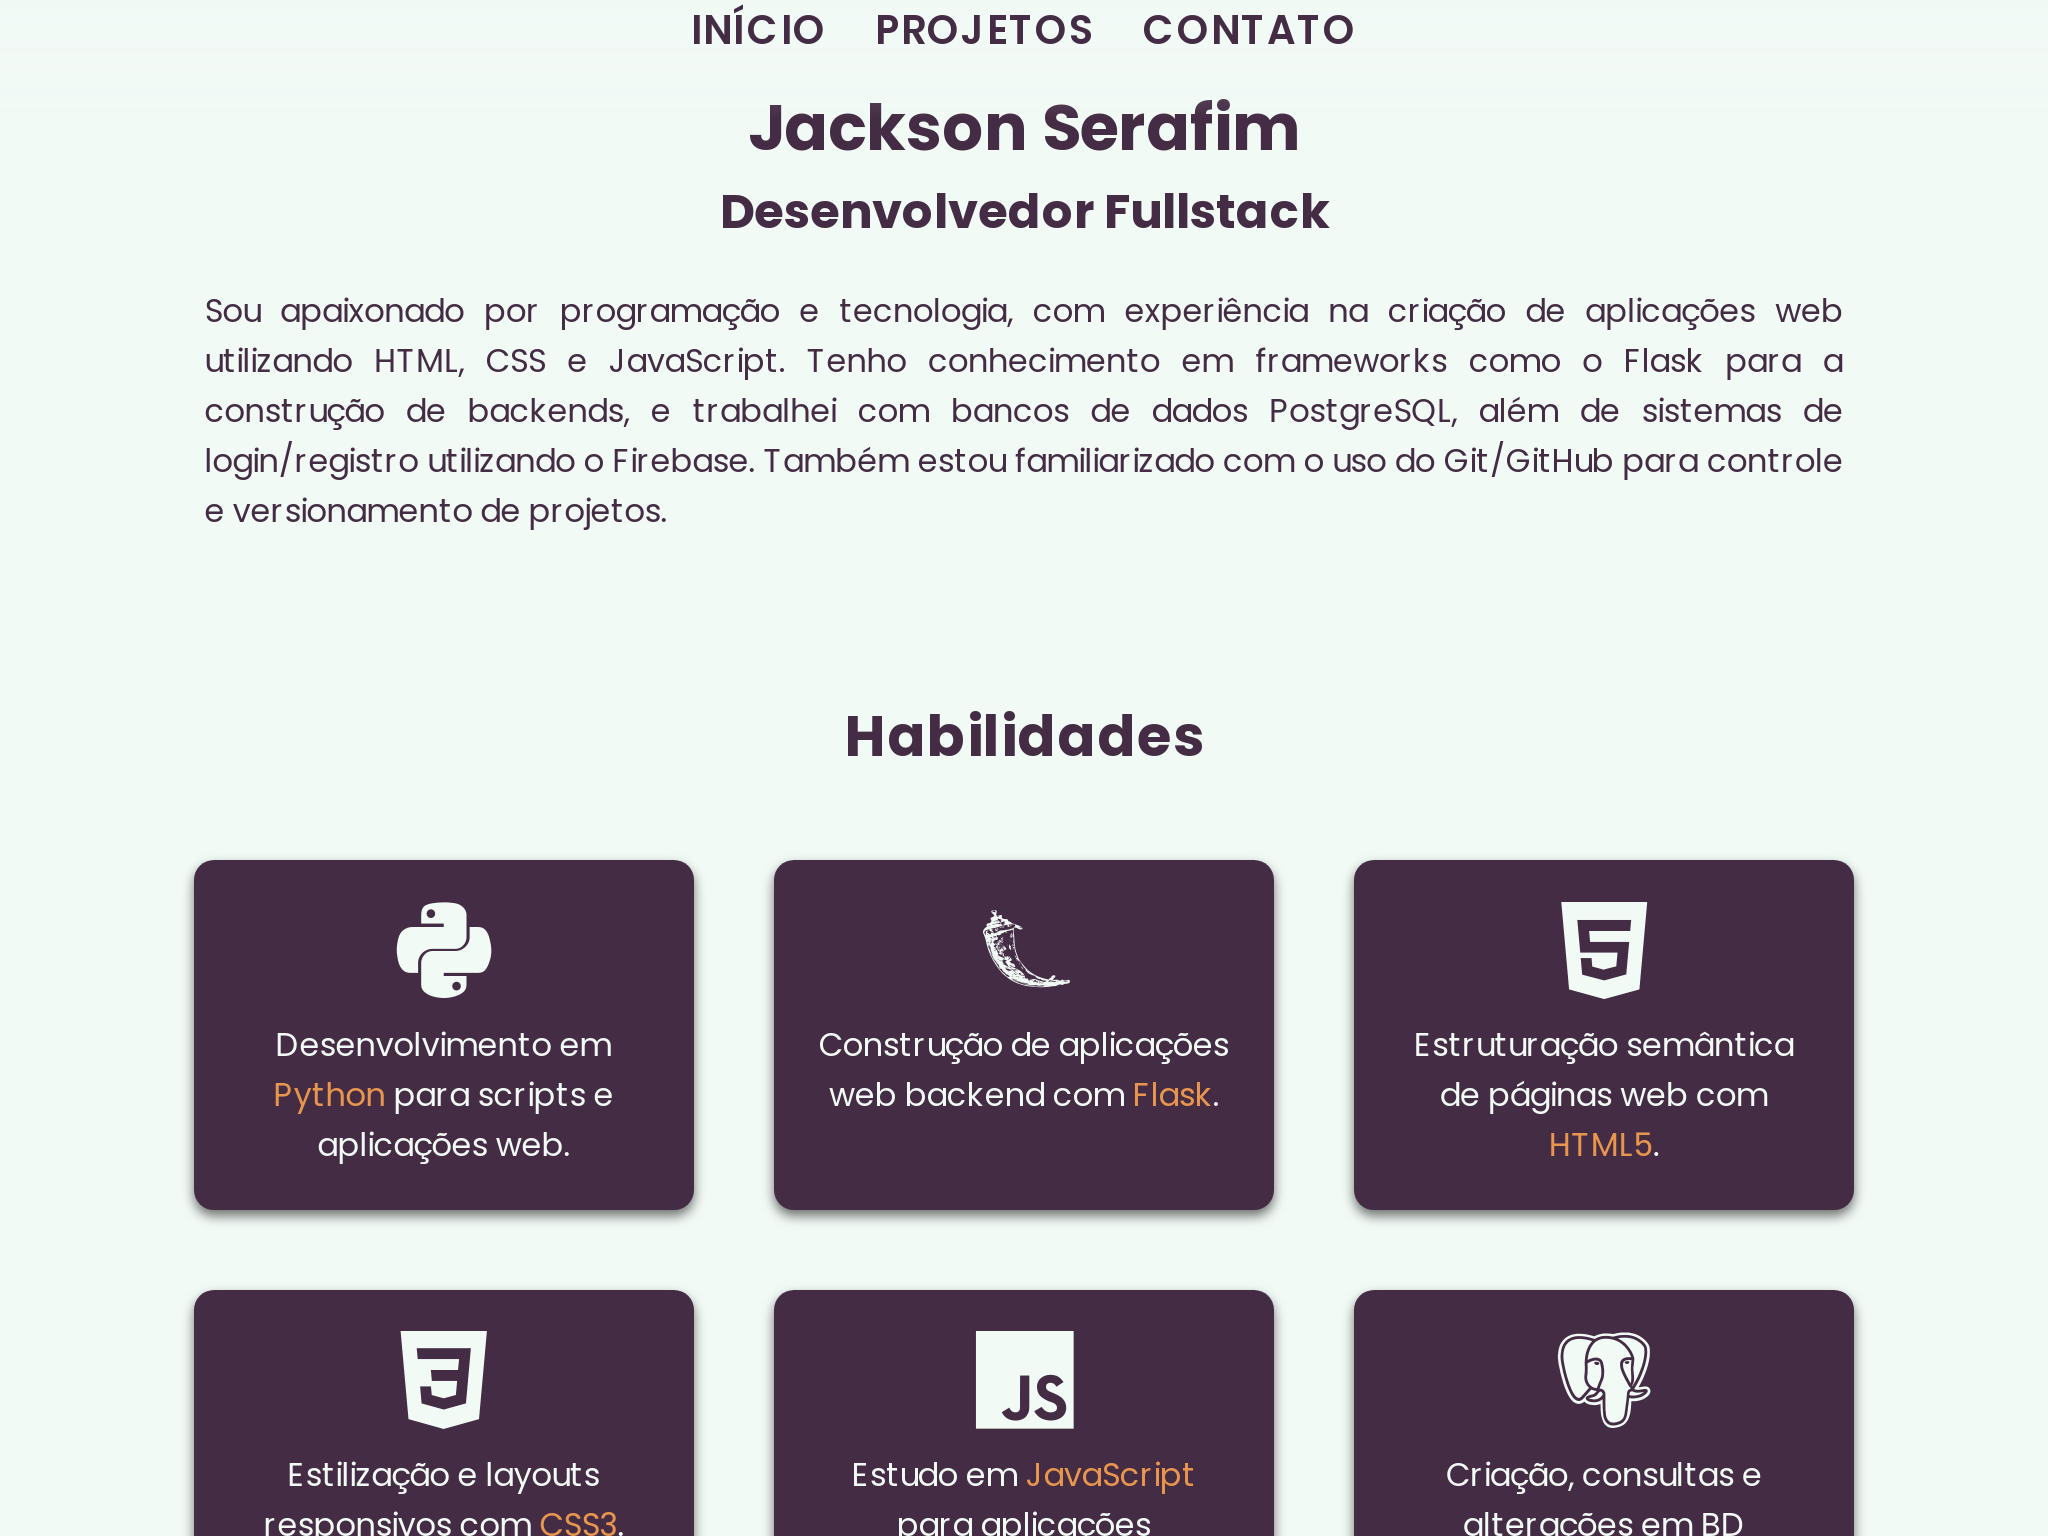 INÍCIO PROJETOS CONTATO
Jackson Serafim
Desenvolvedor Fullstack
Sou apaixonado por programação e tecnologia, com experiência na criação de aplicações web
utilizando HTML, CSS e JavaScript. Tenho conhecimento em frameworks como o Flask para a
construção de backends, e trabalhei com bancos de dados PostgreSQL, além de sistemas de
login/registro utilizando o Firebase. Também estou familiarizado com o uso do Git/GitHub para controle
e versionamento de projetos.
Habilidades
Desenvolvimento em
Python para scripts e
aplicações web.
Construção de aplicações
web backend com Flask.
5
Estruturação semântica
de páginas web com
HTML5.
3
Estilização e layouts
responsivos com CSS3.
JS
Estudo em JavaScript
para aplicações
Criação, consultas e
alterações em BD